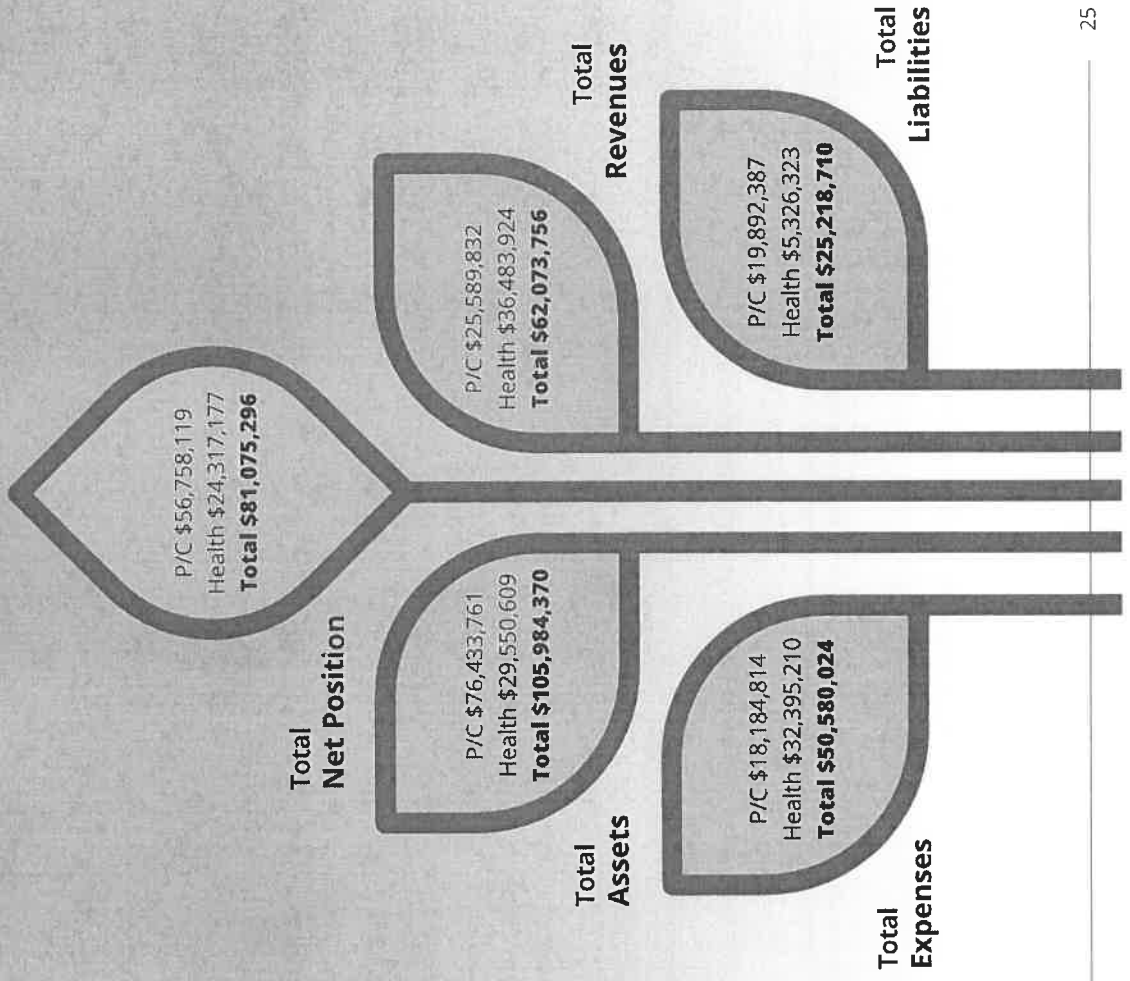 P/C $56,758,119
Health $24,317,177
Total $81,075,296
Total
Net Position
P/C $76,433,761
Health $29,550,609
Total $105,984,370
Total
Assets
P/C $25,589,832
Health $36,483,924
Total $62,073,756
Total
Revenues
P/C $18,184,814
Health $32,395,210
Total $50,580,024
Total
Expenses
P/C $19,892,387
Health $5,326,323
Total $25,218,710
Total
Liabilities
25